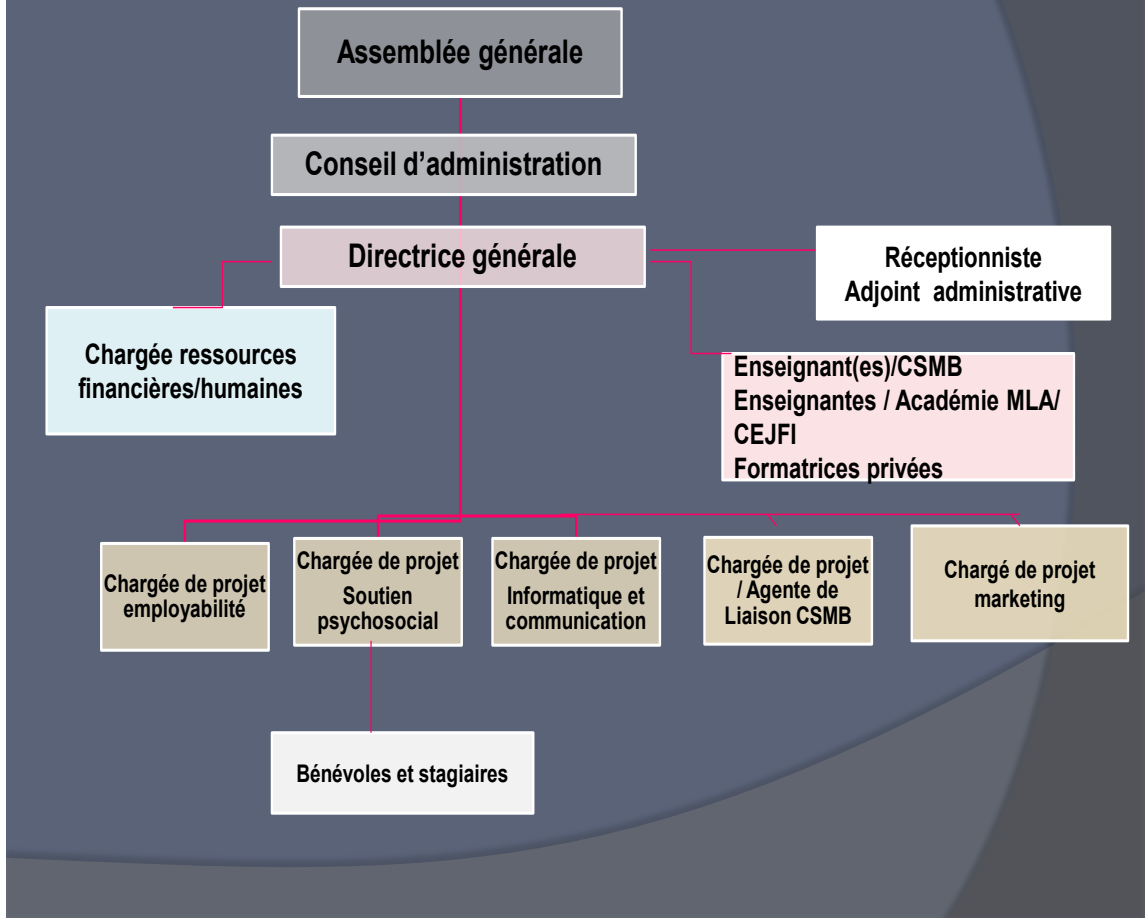 Assemblée générale
Conseil d'administration
Directrice générale
Réceptionniste
Adjoint administrative
Chargée ressources
financières/humaines
Enseignant(es)/CSMB
Enseignantes / Académie MLA/
CEJFI
Formatrices privées
Chargée de projet
employabilité
Chargée de projet
Soutien
psychosocial
Chargée de projet
Informatique et
communication
Chargée de projet
/ Agente de
Liaison CSMB
Chargé de projet
marketing
Bénévoles et stagiaires